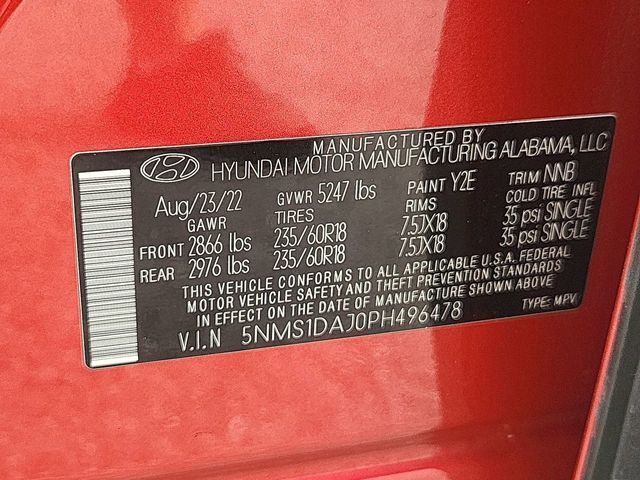 MANUFACTURED BY
HYUNDAI MOTOR MANUFACTURING ALABAMA, LLC
Aug/23/22 GVWR 5247 lbs PAINT Y2E TRIM NNB
GAWR TIRES RIMS COLD TIRE INFL
FRONT 2866 lbs 235/60R18 7.5JX18 35 psi SINGLE
REAR 2976 lbs 235/60R18 7.5JX18 35 psi SINGLE
THIS VEHICLE CONFORMS TO ALL APPLICABLE U.S.A. FEDERAL
MOTOR VEHICLE SAFETY AND THEFT PREVENTION STANDARDS
IN EFFECT ON THE DATE OF MANUFACTURE SHOWN ABOVE.
V.I.N 5NMS1DAJ0PH496478 TYPE: MPV